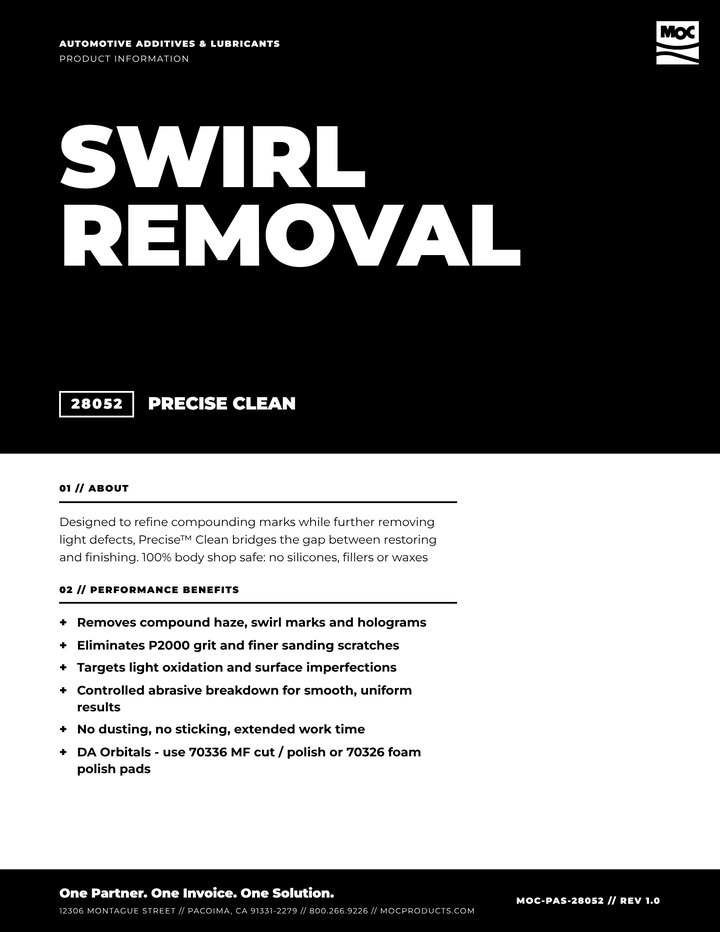 AUTOMOTIVE ADDITIVES & LUBRICANTS
PRODUCT INFORMATION
MOC
SWIRL
REMOVAL
28052 PRECISE CLEAN
01 // ABOUT
Designed to refine compounding marks while further removing
light defects, Precise™ Clean bridges the gap between restoring
and finishing. 100% body shop safe: no silicones, fillers or waxes
02 // PERFORMANCE BENEFITS
+ Removes compound haze, swirl marks and holograms
+ Eliminates P2000 grit and finer sanding scratches
+ Targets light oxidation and surface imperfections
+ Controlled abrasive breakdown for smooth, uniform
results
+ No dusting, no sticking, extended work time
+ DA Orbitals - use 70336 MF cut / polish or 70326 foam
polish pads
One Partner. One Invoice. One Solution.
12306 MONTAGUE STREET // PACOIMA, CA 91331-2279 // 800.266.9226 // MOCPRODUCTS.COM
MOC-PAS-28052 // REV 1.0